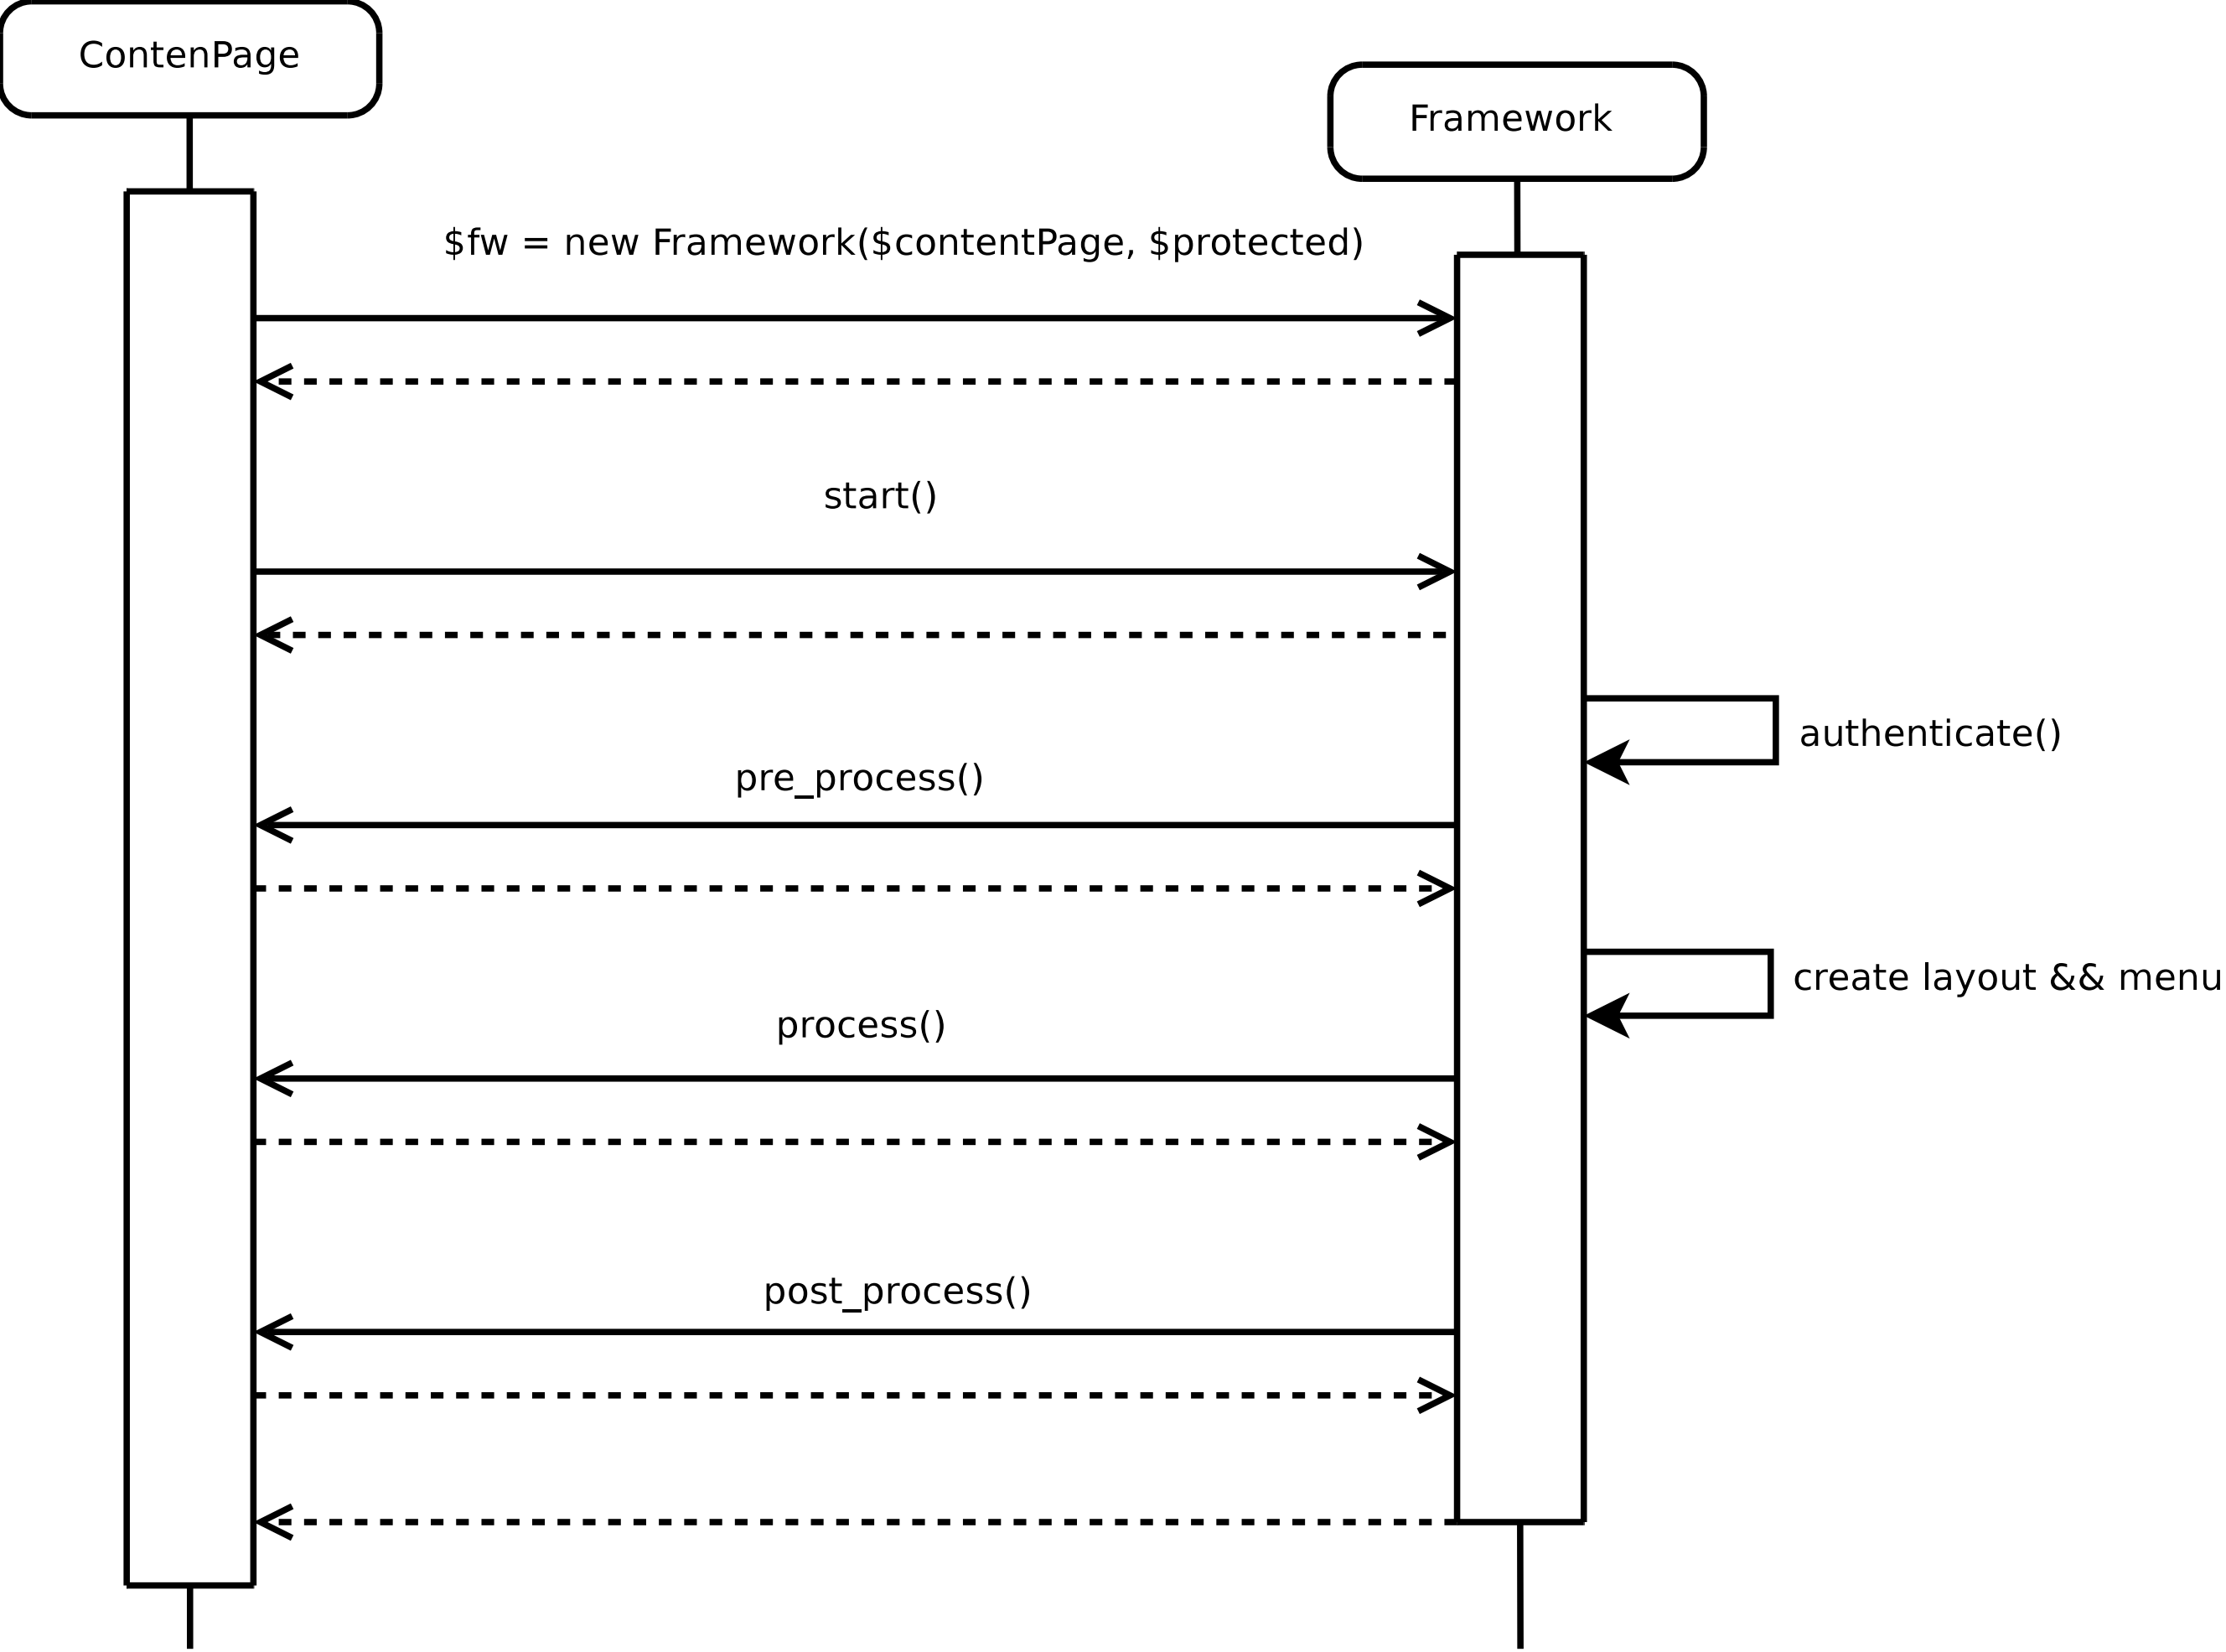 ContenPage
Framework
$fw = new Framework($contentPage, $protected)
start()
authenticate()
pre_process()
create layout && menu
process()
post_process()